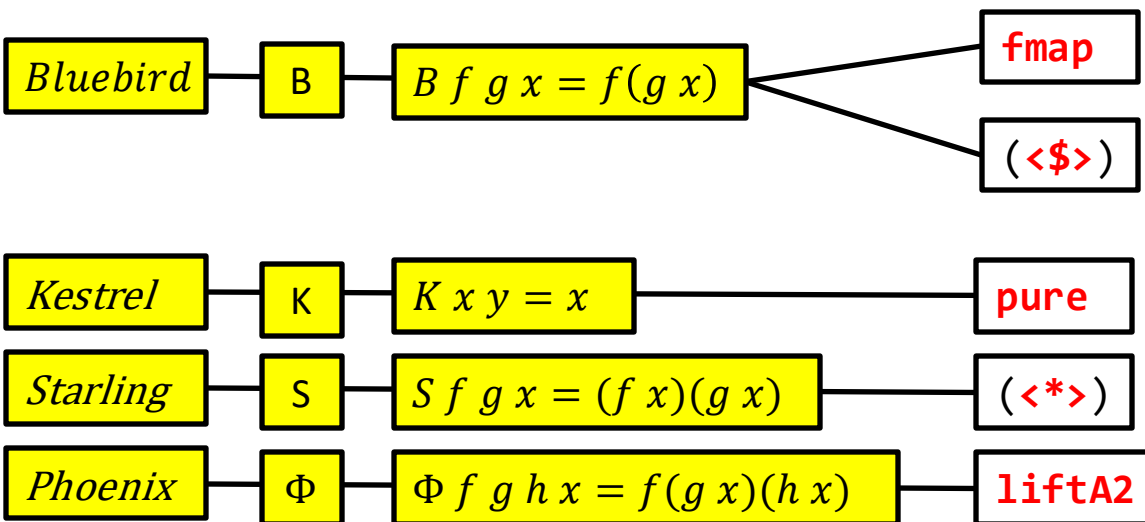 Bluebird B B f g x = f(g x) fmap
(<$>)
Kestrel K K x y = x pure
Starling S S f g x = (f x)(g x) (<*>)
Phoenix Φ Φ f g h x = f(g x)(h x) liftA2